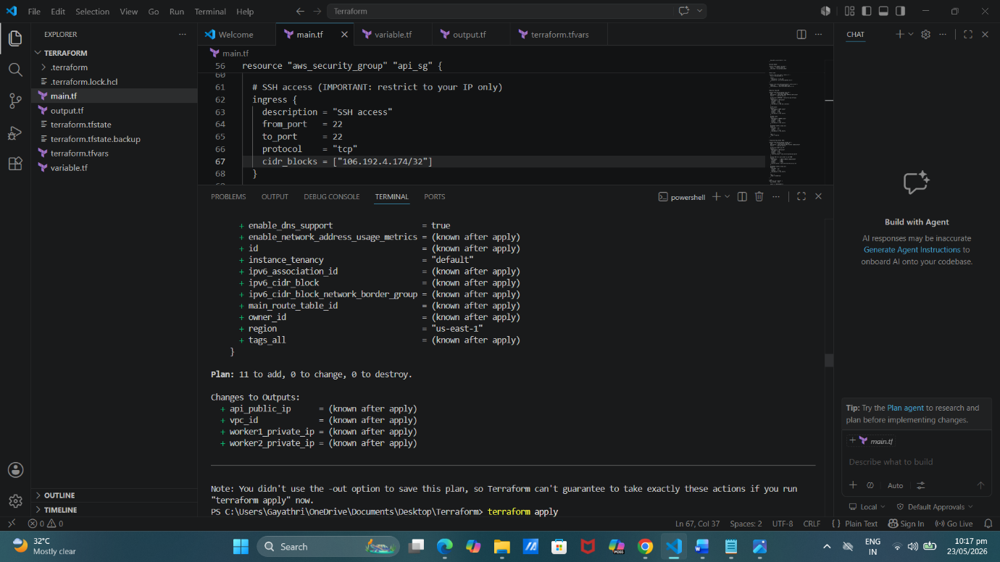 File Edit Selection View Go Run Terminal Help
Terraform
EXPLORER
TERRAFORM
.terraform
.terraform.lock.hcl
main.tf
output.tf
terraform.tfstate
terraform.tfstate.backup
terraform.tfvars
variable.tf
OUTLINE
TIMELINE
Welcome
main.tf
variable.tf
output.tf
terraform.tfvars
main.tf
56 resource "aws_security_group" "api_sg" {
60
61 # SSH access (IMPORTANT: restrict to your IP only)
62 ingress {
63 description = "SSH access"
64 from_port = 22
65 to_port = 22
66 protocol = "tcp"
67 cidr_blocks = ["106.192.4.174/32"]
68 }
PROBLEMS OUTPUT DEBUG CONSOLE TERMINAL PORTS
powershell
+ enable_dns_support = true
+ enable_network_address_usage_metrics = (known after apply)
+ id = (known after apply)
+ instance_tenancy = "default"
+ ipv6_association_id = (known after apply)
+ ipv6_cidr_block = (known after apply)
+ ipv6_cidr_block_network_border_group = (known after apply)
+ main_route_table_id = (known after apply)
+ owner_id = (known after apply)
+ region = "us-east-1"
+ tags_all = (known after apply)
}
Plan: 11 to add, 0 to change, 0 to destroy.
Changes to Outputs:
+ api_public_ip = (known after apply)
+ vpc_id = (known after apply)
+ worker1_private_ip = (known after apply)
+ worker2_private_ip = (known after apply)
Note: You didn't use the -out option to save this plan, so Terraform can't guarantee to take exactly these actions if you run
"terraform apply" now.
PS C:\Users\Gayathri\OneDrive\Documents\Desktop\Terraform> terraform apply
CHAT
Build with Agent
AI responses may be inaccurate
Generate Agent Instructions to
onboard AI onto your codebase.
Tip: Try the Plan agent to research and
plan before implementing changes.
main.tf
Describe what to build
Auto
Local Default Approvals
0 0
Ln 67, Col 37 Spaces: 2 UTF-8 CRLF {} Plain Text Sign In Go Live
32°C
Mostly clear
Search
M365
ENG
IN
10:17 pm
23/05/2026